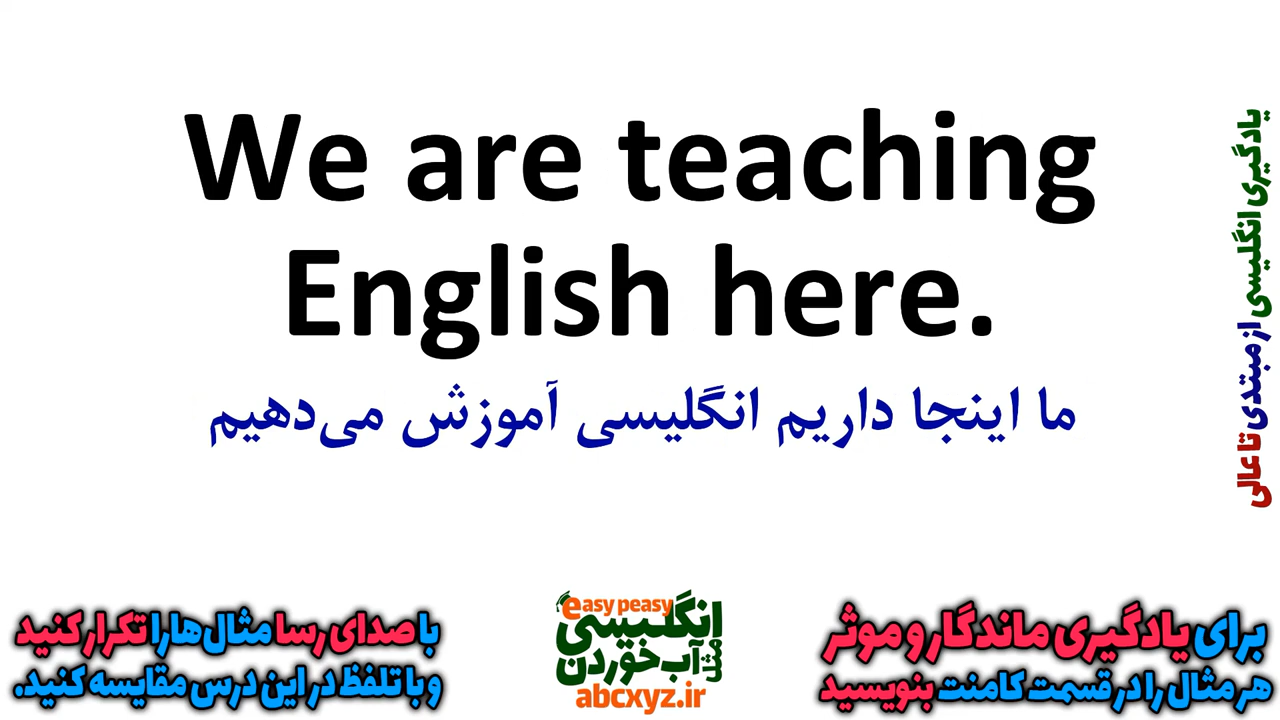 We are teaching
English here.
ما اینجا داریم انگلیسی آموزش می‌دهیم
یادگیری انگلیسی از مبتدی تا عالی
برای یادگیری ماندگار و موثر
هر مثال را در قسمت کامنت بنویسید
easy peasy
انگلیسی
مثل
آب خوردن
abcxyz.ir
با صدای رسا مثال‌ها را تکرار کنید
و با تلفظ در این درس مقایسه کنید.